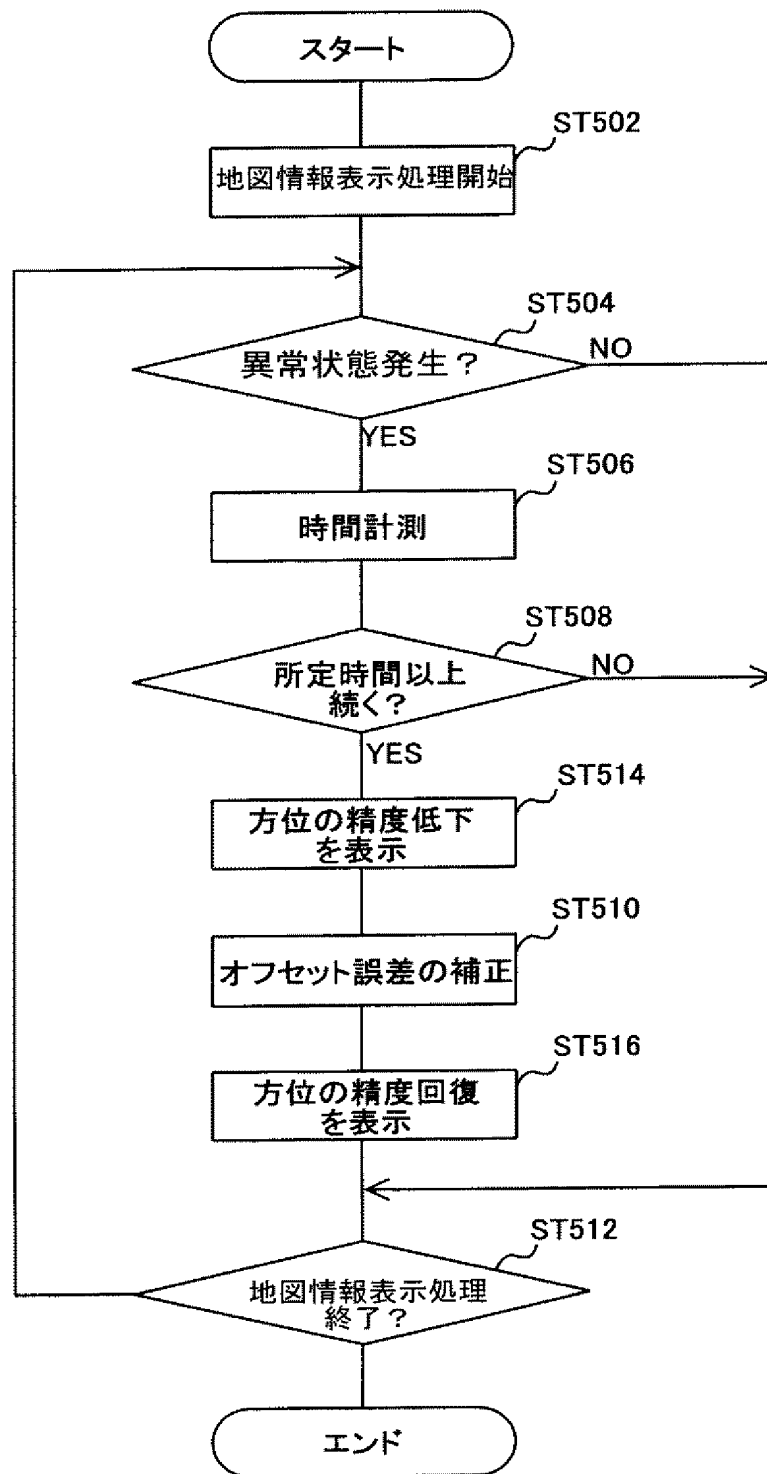 スタート
ST502
地図情報表示処理開始
ST504
異常状態発生？
NO
YES
ST506
時間計測
ST508
所定時間以上
続く？
NO
YES
ST514
方位の精度低下
を表示
ST510
オフセット誤差の補正
ST516
方位の精度回復
を表示
ST512
地図情報表示処理
終了？
エンド